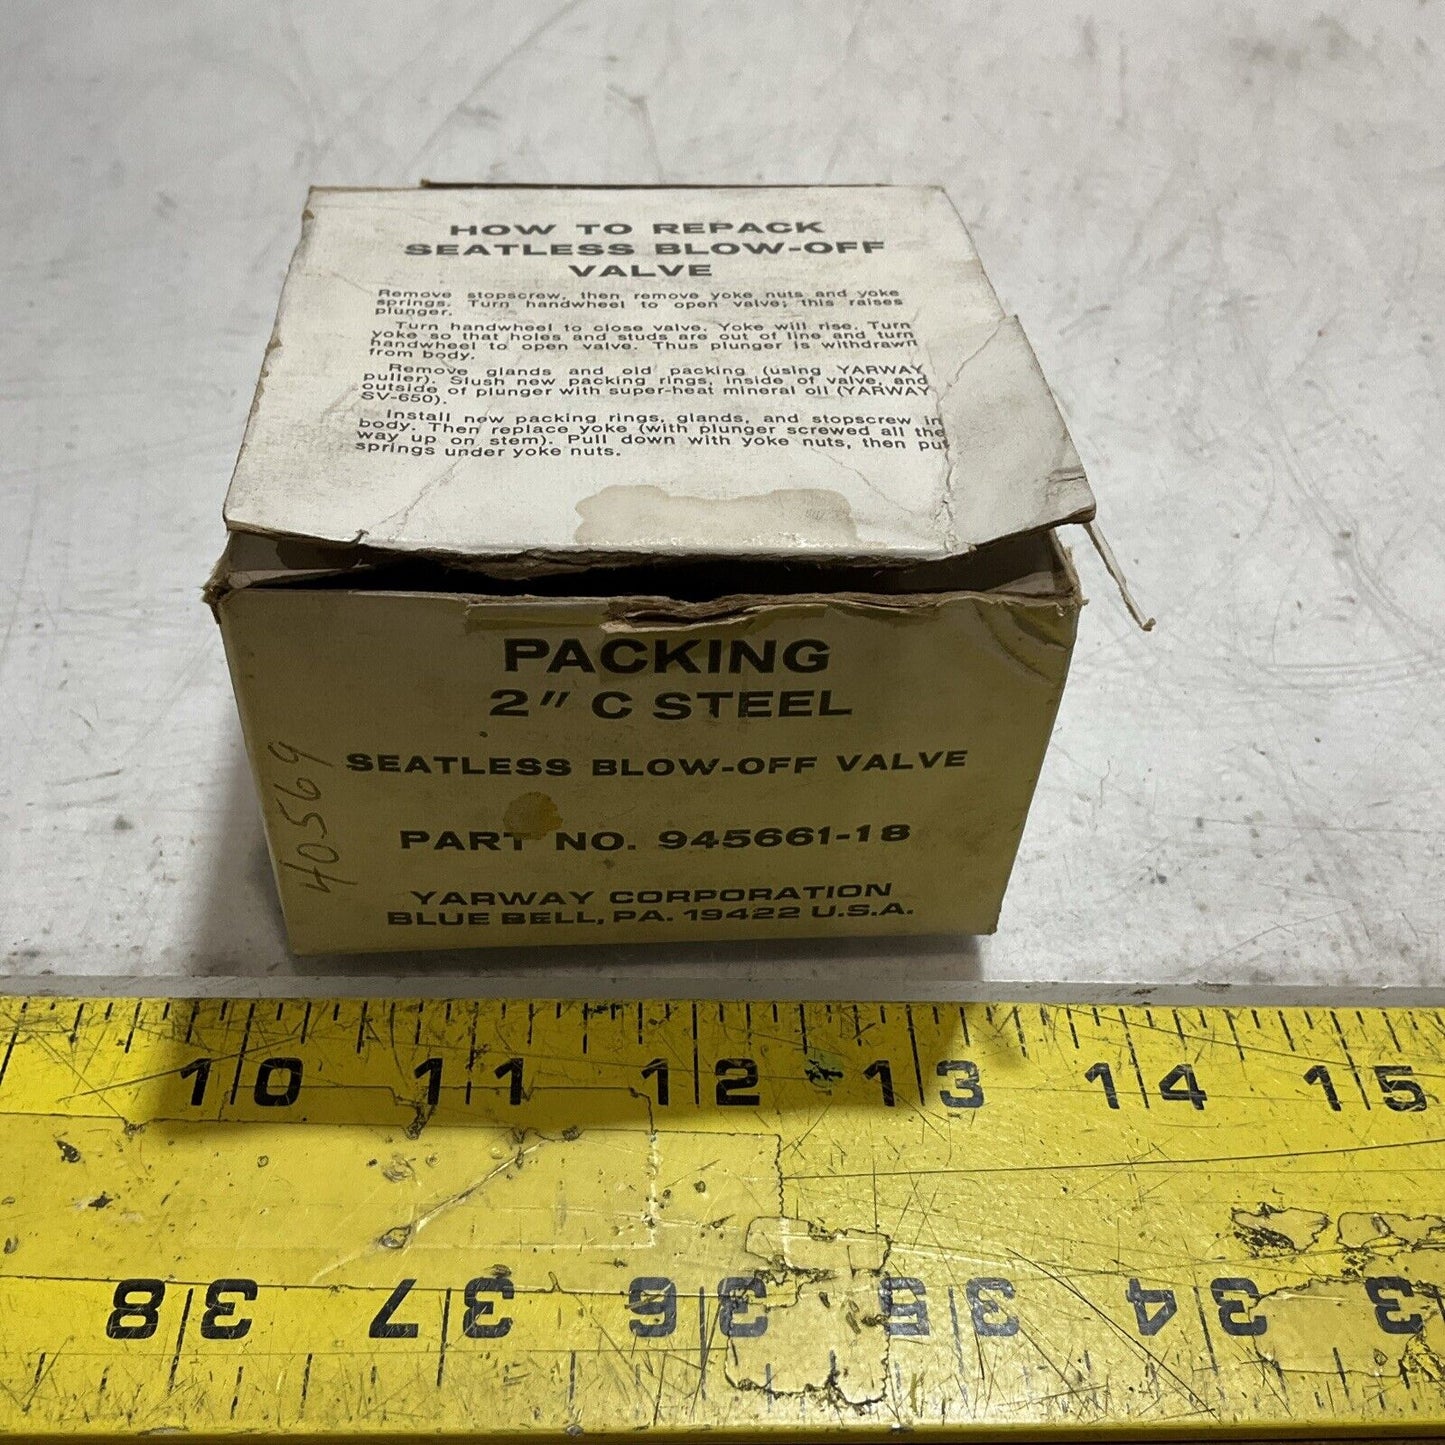 HOW TO REPACK
SEATLESS BLOW-OFF
VALVE
Remove stopscrew, then remove yoke nuts and yoke
springs. Turn handwheel to open valve; this raises
plunger.
Turn handwheel to close valve. Yoke will rise. Turn
yoke so that holes and studs are out of line and turn
handwheel to open valve. Thus plunger is withdrawn
from body.
Remove glands and old packing (using YARWAY
puller). Slush new packing rings, inside of valve, and
outside of plunger with super-heat mineral oil (YARWAY
SV-650).
Install new packing rings, glands, and stopscrew in
body. Then replace yoke (with plunger screwed all the
way up on stem). Pull down with yoke nuts, then put
springs under yoke nuts.
PACKING
2" C STEEL
SEATLESS BLOW-OFF VALVE
PART NO. 945661-18
YARWAY CORPORATION
BLUE BELL, PA. 19422 U.S.A.
40569
10 11 12 13 14 15
38 37 36 35 34 3